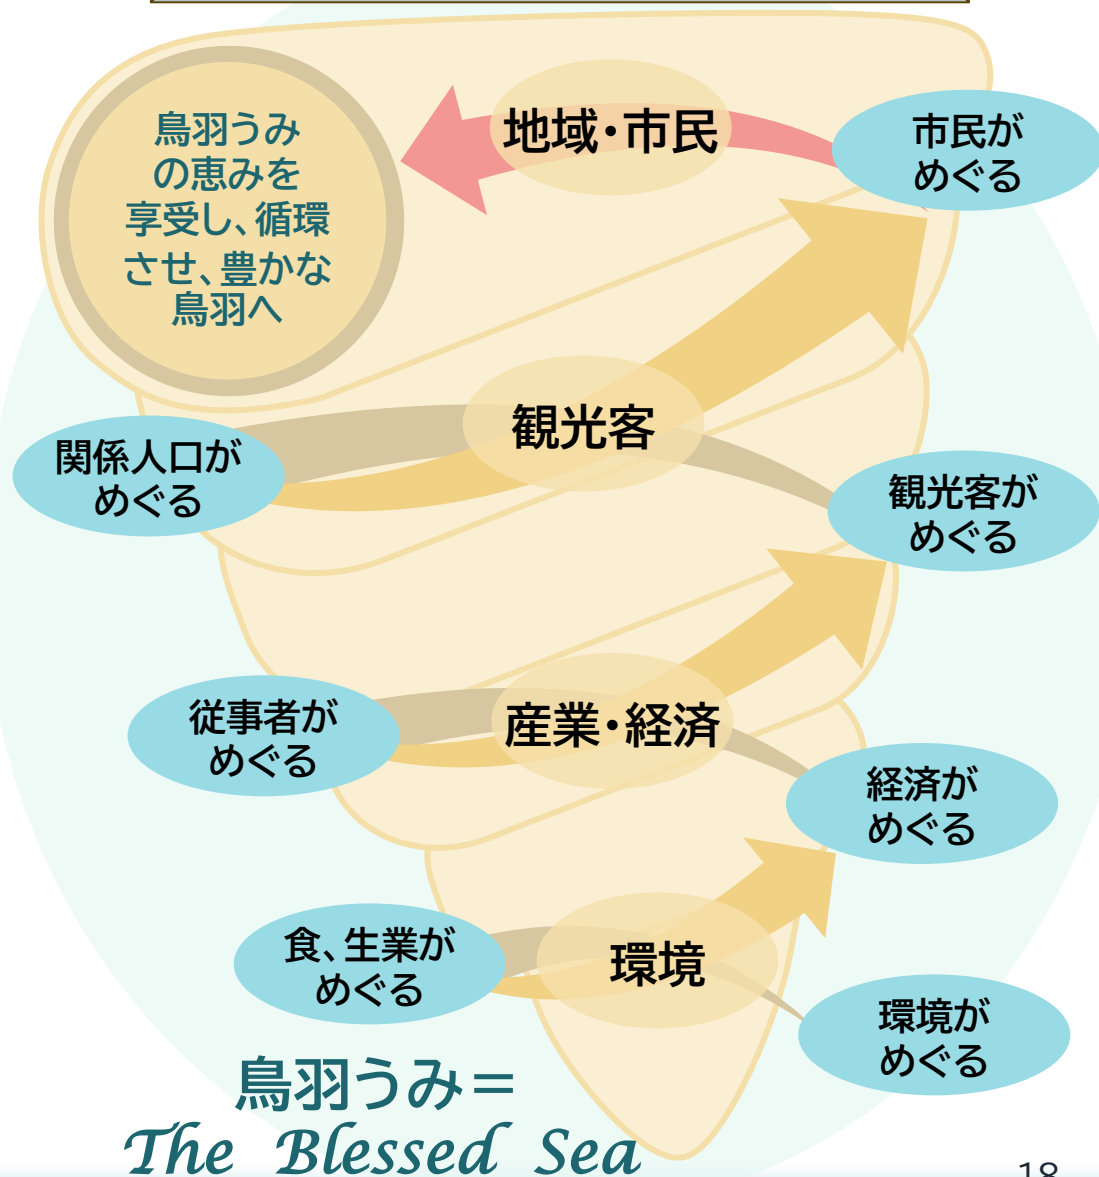 鳥羽うみ
の恵みを
享受し、循環
させ、豊かな
鳥羽へ
地域・市民
市民が
めぐる
観光客
関係人口が
めぐる
観光客が
めぐる
産業・経済
従事者が
めぐる
経済が
めぐる
環境
食、生業が
めぐる
環境が
めぐる
鳥羽うみ＝
The Blessed Sea
18